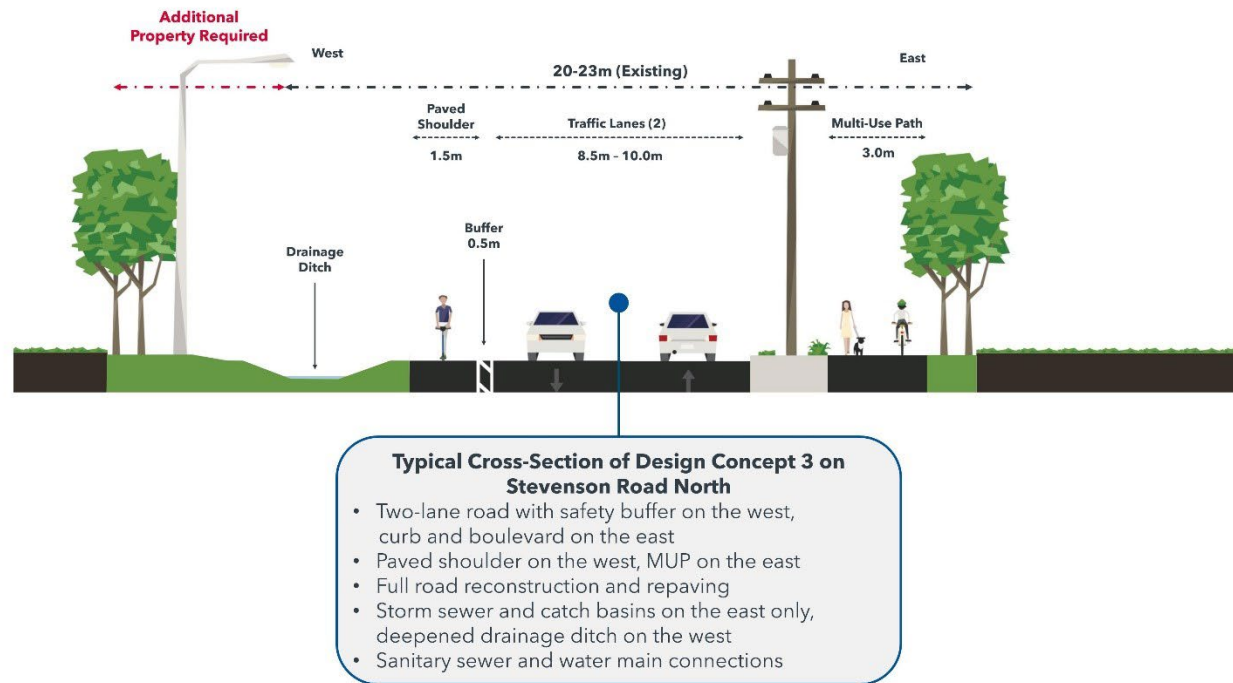 Additional
Property Required
West
20-23m (Existing)
East
Paved
Shoulder
1.5m
Traffic Lanes (2)
8.5m – 10.0m
Multi-Use Path
3.0m
Drainage
Ditch
Buffer
0.5m
Typical Cross-Section of Design Concept 3 on
Stevenson Road North
• Two-lane road with safety buffer on the west,
curb and boulevard on the east
• Paved shoulder on the west, MUP on the east
• Full road reconstruction and repaving
• Storm sewer and catch basins on the east only,
deepened drainage ditch on the west
• Sanitary sewer and water main connections